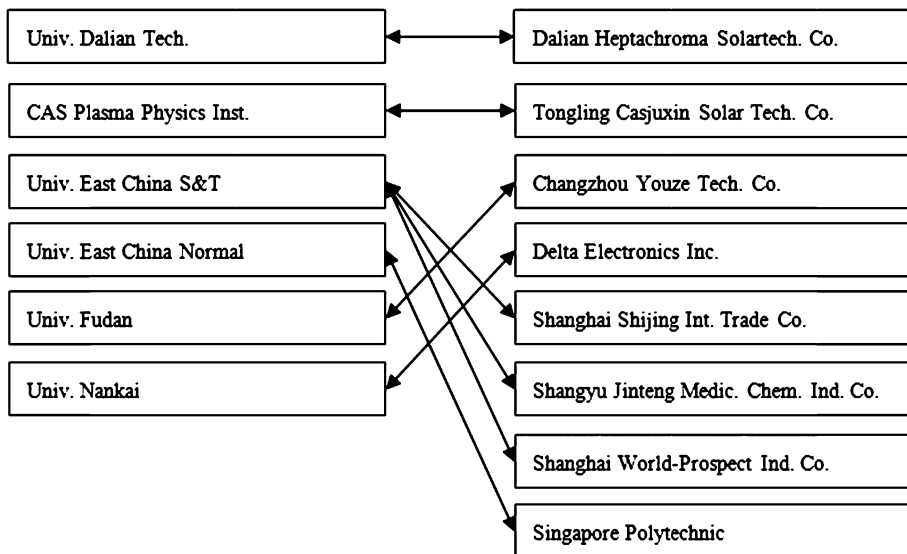 Univ. Dalian Tech.
Dalian Heptachroma Solartech. Co.
CAS Plasma Physics Inst.
Tongling Casjuxin Solar Tech. Co.
Univ. East China S&T
Changzhou Youze Tech. Co.
Univ. East China Normal
Delta Electronics Inc.
Univ. Fudan
Shanghai Shijing Int. Trade Co.
Univ. Nankai
Shangyu Jinteng Medic. Chem. Ind. Co.
Shanghai World-Prospect Ind. Co.
Singapore Polytechnic